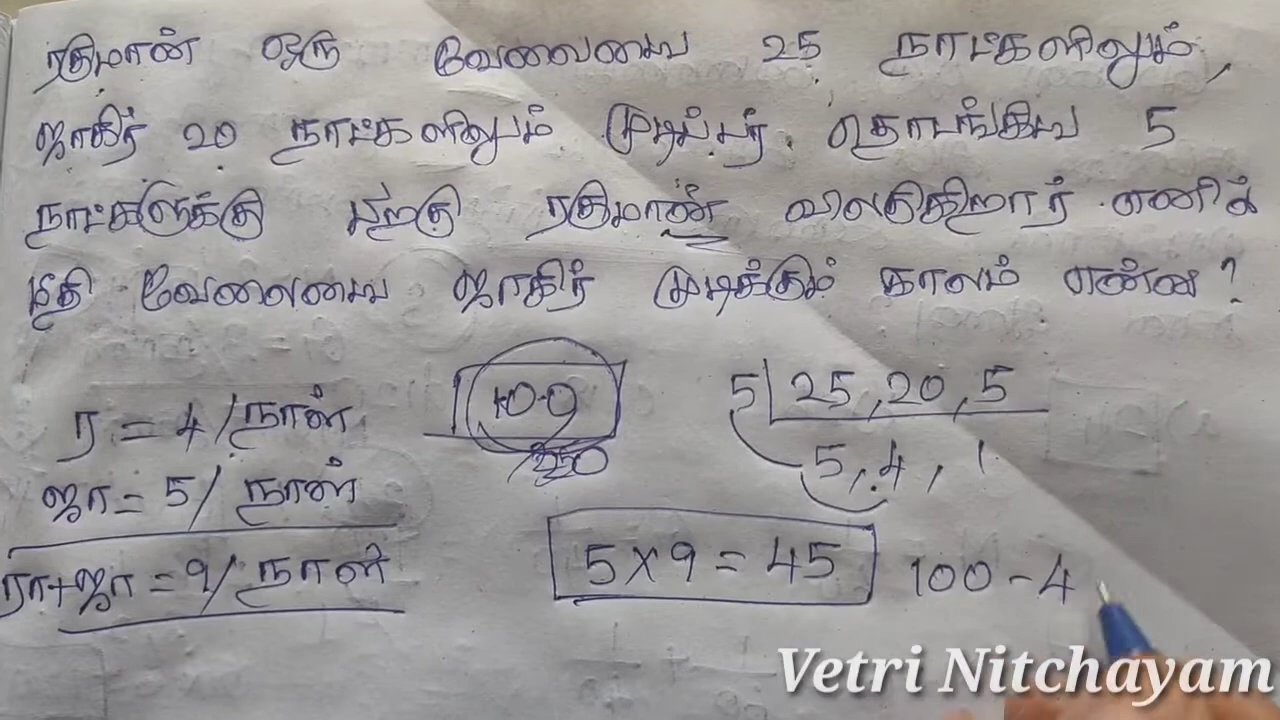 ரகுமான் ஒரு வேலையை 25 நாட்களிலும்,
ஜாகிர் 20 நாட்களிலும் முடிப்பர். தொடங்கிய 5
நாட்களுக்கு பிறகு ரகுமான் விலகுகிறார் எனில்
மீதி வேலையை ஜாகிர் முடிக்கும் காலம் என்ன?
100
5 | 25, 20, 5
ர = 4 / நாள்
5, 4, 1
ஜா = 5 / நாள்
ரா+ஜா = 9 / நாள்
5 × 9 = 45
100 - 4
Vetri Nitchayam